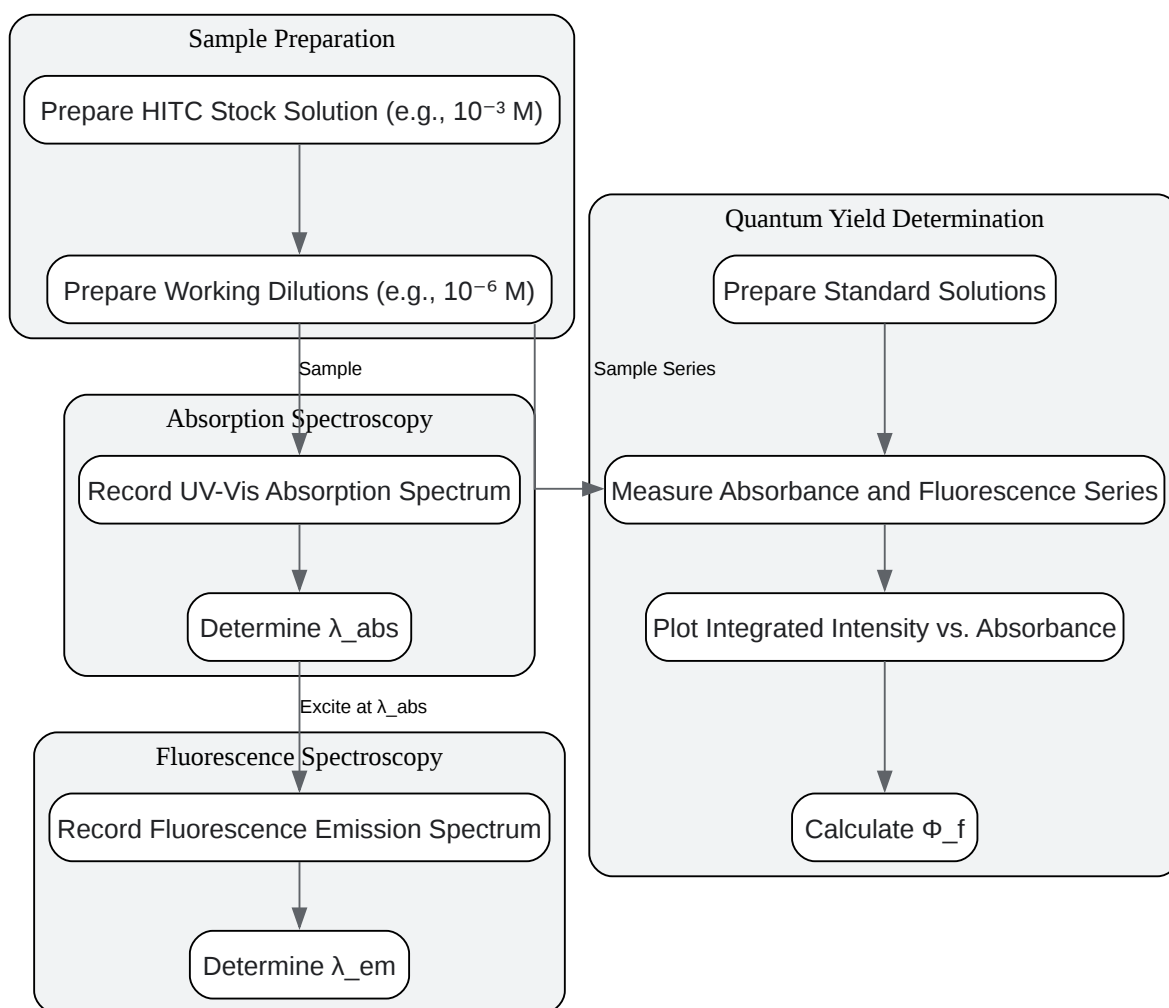 Sample Preparation
Prepare HITC Stock Solution (e.g., 10⁻³ M)
Prepare Working Dilutions (e.g., 10⁻⁶ M)
Sample
Absorption Spectroscopy
Record UV-Vis Absorption Spectrum
Determine λ_abs
Excite at λ_abs
Fluorescence Spectroscopy
Record Fluorescence Emission Spectrum
Determine λ_em
Quantum Yield Determination
Prepare Standard Solutions
Sample Series
Measure Absorbance and Fluorescence Series
Plot Integrated Intensity vs. Absorbance
Calculate Φ_f